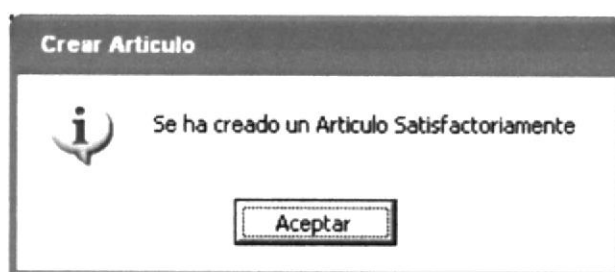 Crear Articulo
Se ha creado un Articulo Satisfactoriamente
Aceptar